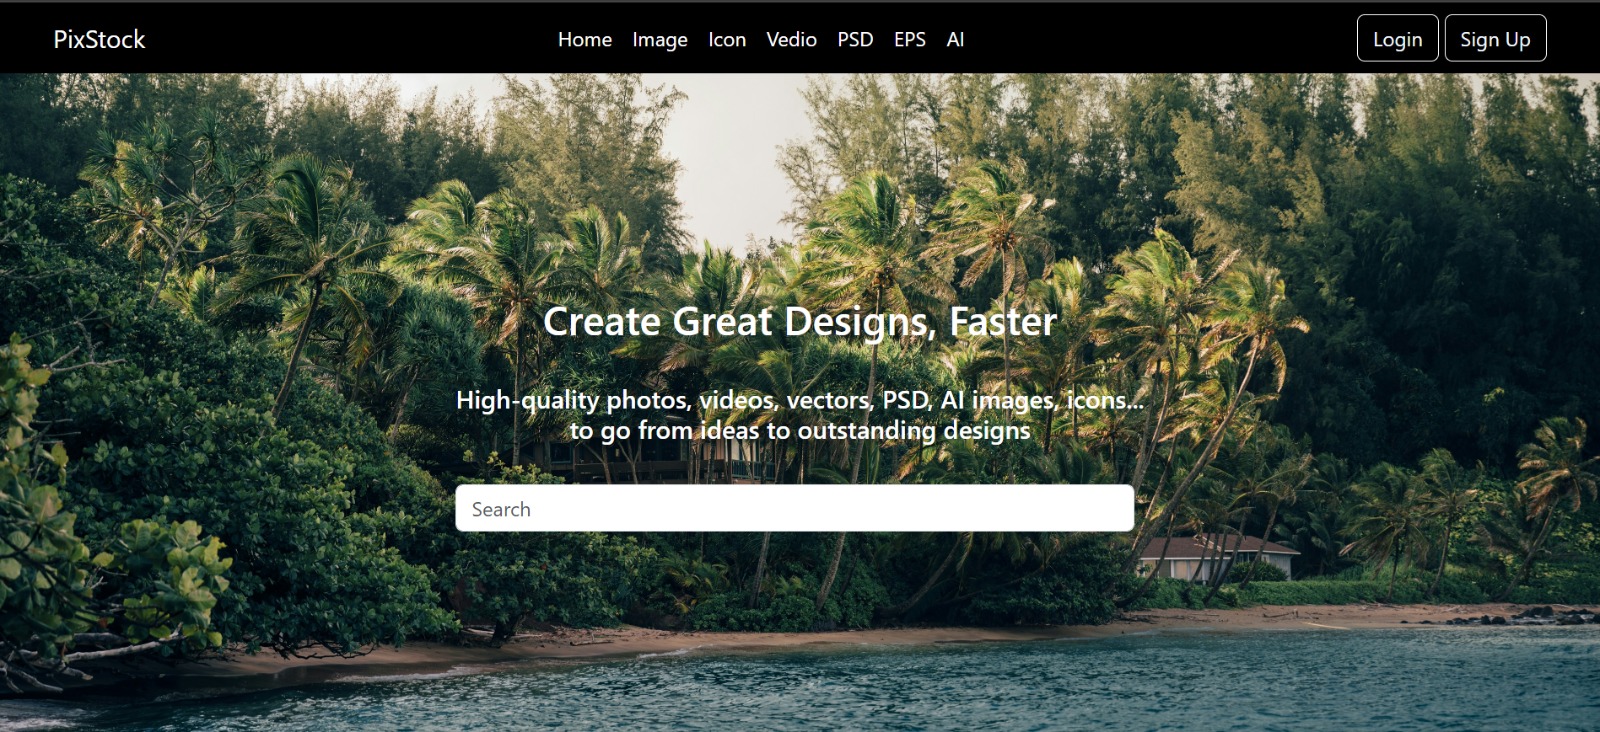 PixStock
Home Image Icon Vedio PSD EPS AI
Login Sign Up
Create Great Designs, Faster
High-quality photos, videos, vectors, PSD, AI images, icons...
to go from ideas to outstanding designs
Search